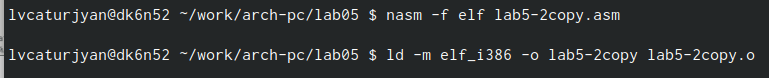 lvcaturjyan@dk6n52 ~/work/arch-pc/lab05 $ nasm -f elf lab5-2copy.asm
lvcaturjyan@dk6n52 ~/work/arch-pc/lab05 $ ld -m elf_i386 -o lab5-2copy lab5-2copy.o